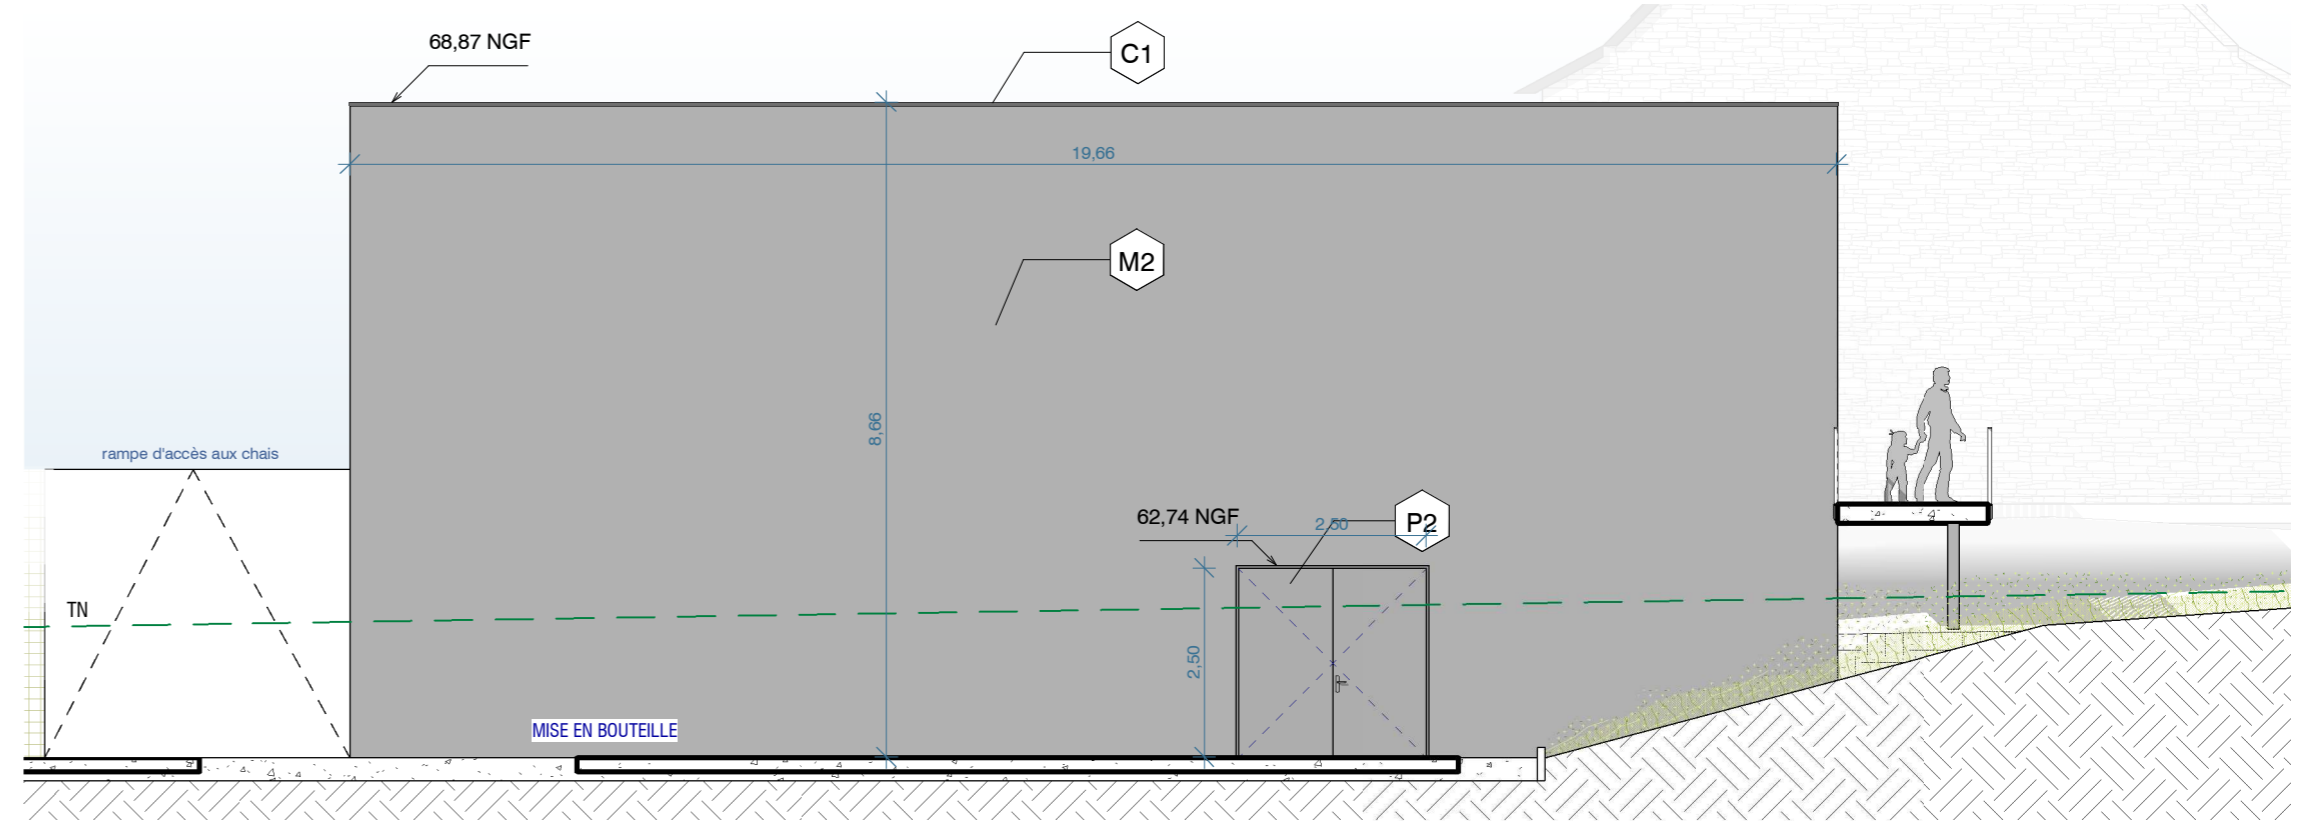 68,87 NGF
C1
19,66
M2
8,66
rampe d'accès aux chais
62,74 NGF
2,50
P2
TN
2,50
MISE EN BOUTEILLE